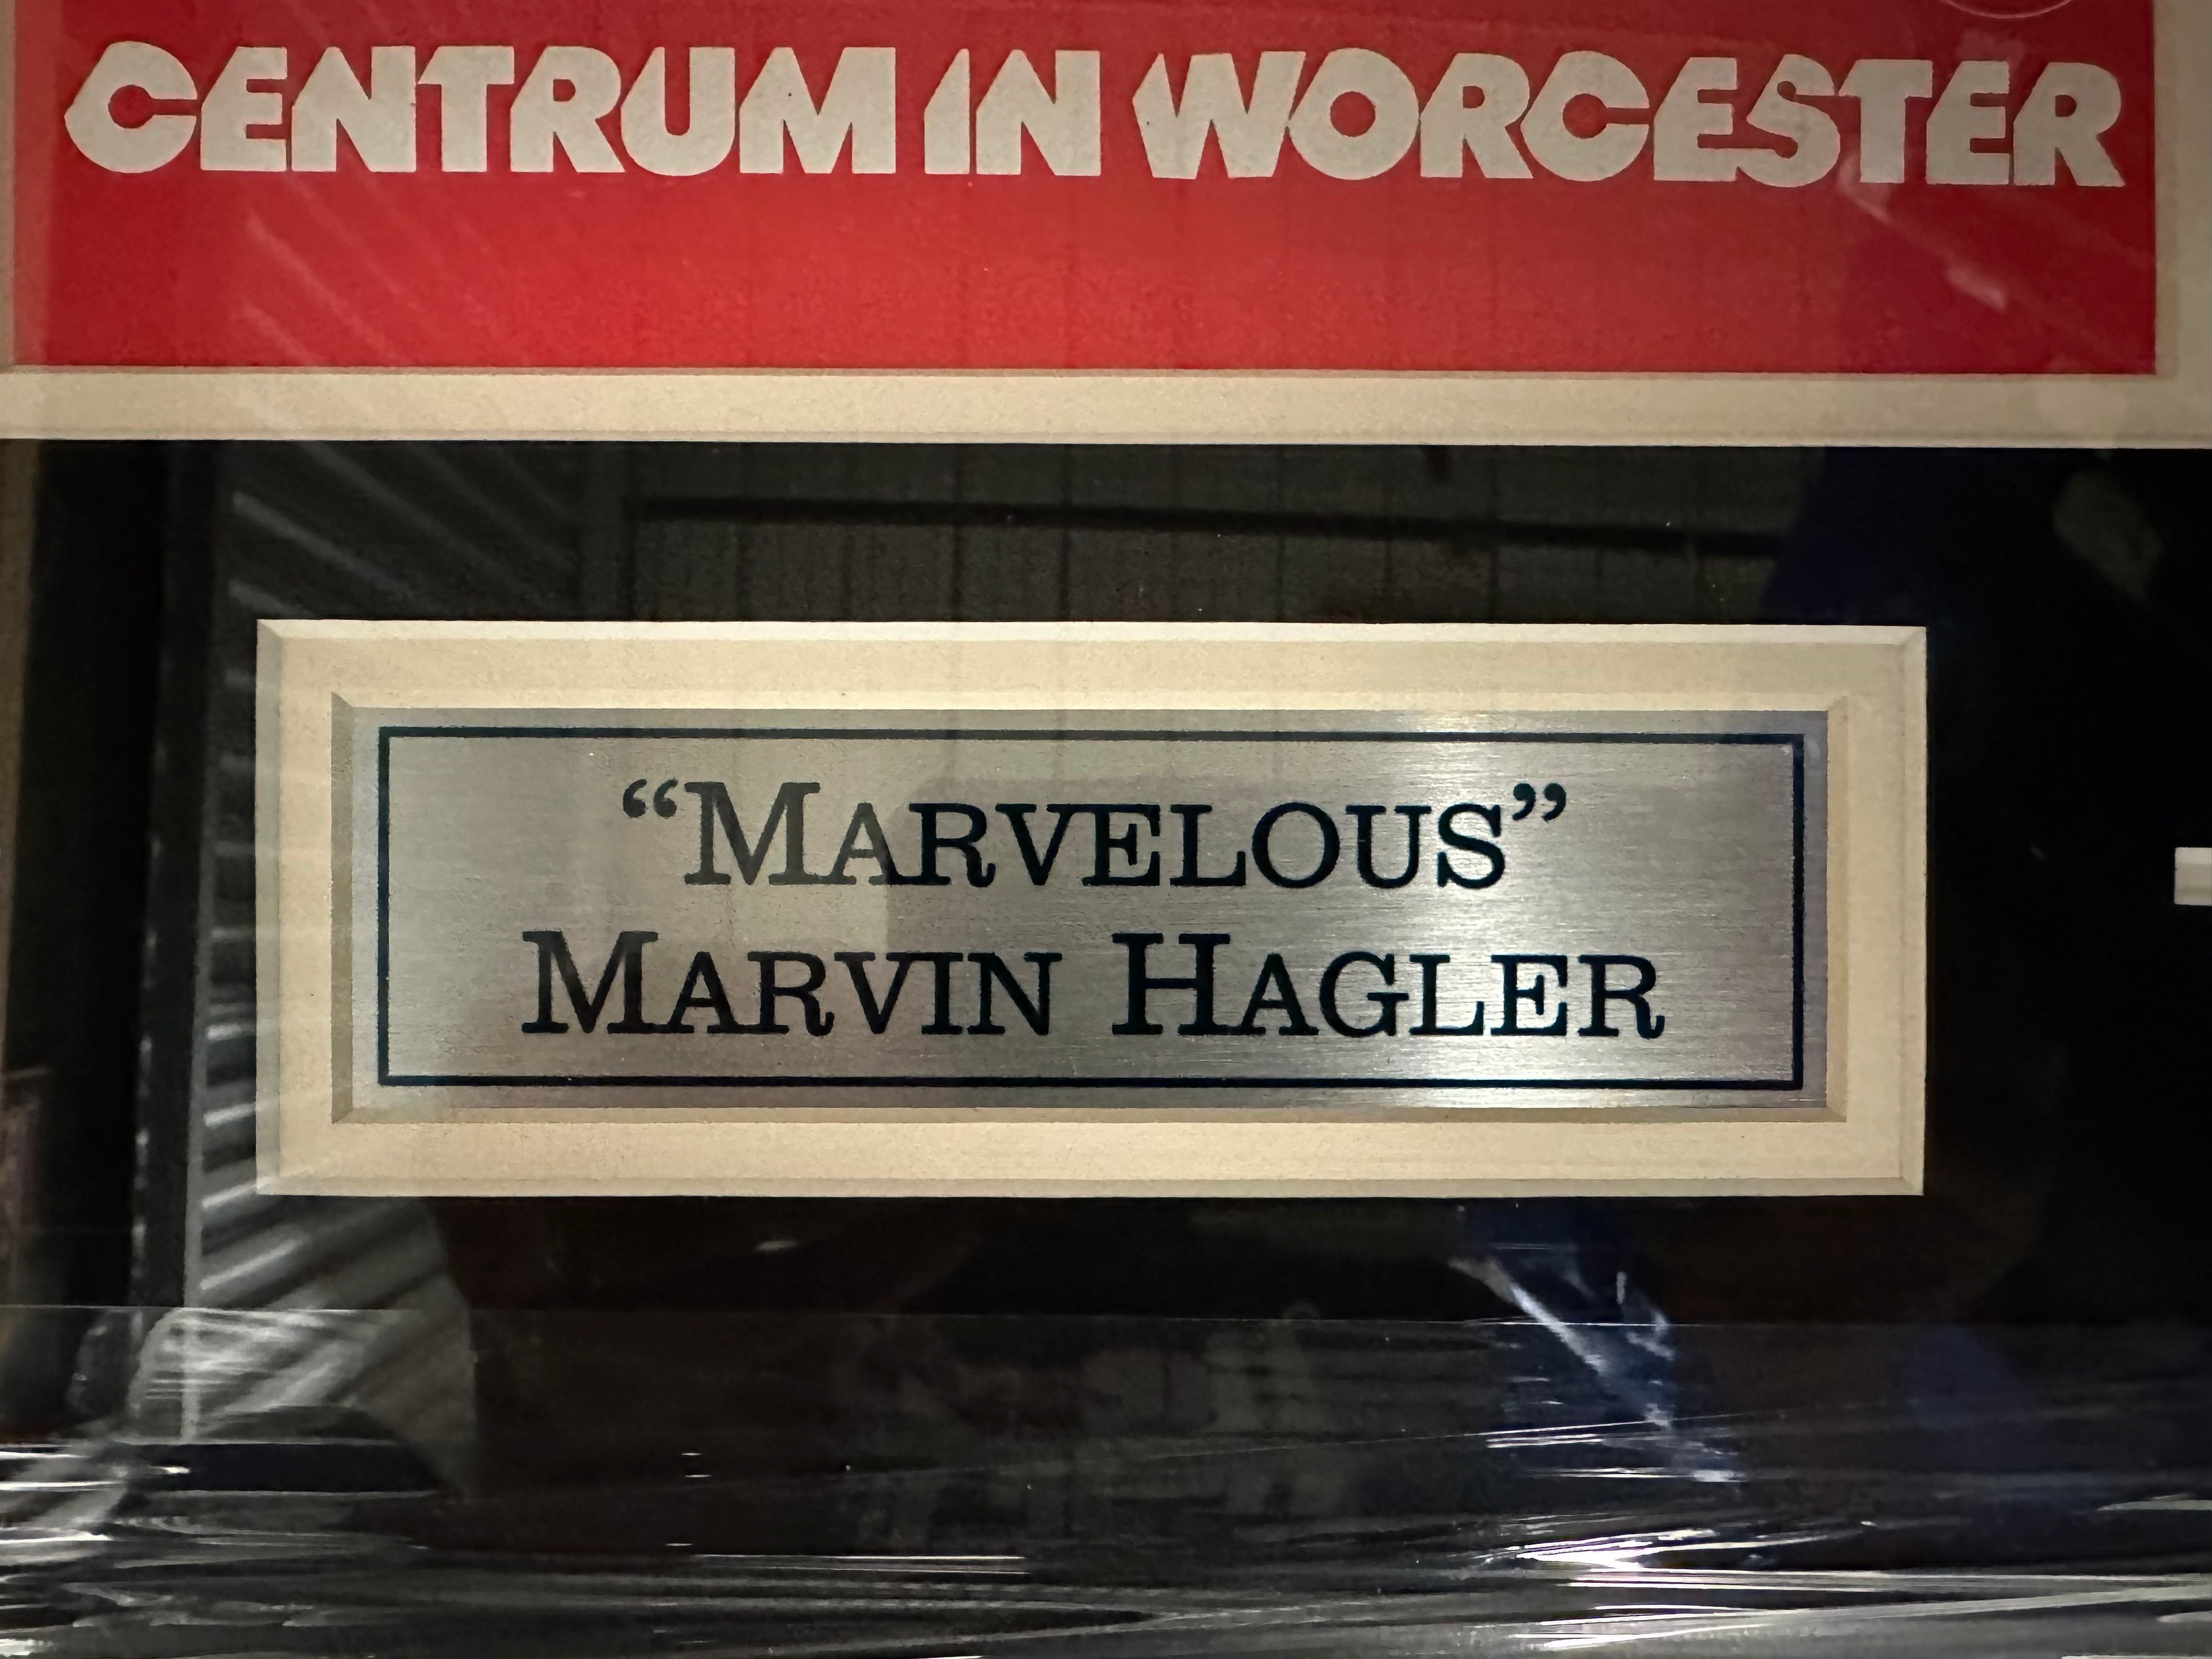 CENTRUM IN WORCESTER
“MARVELOUS”
MARVIN HAGLER